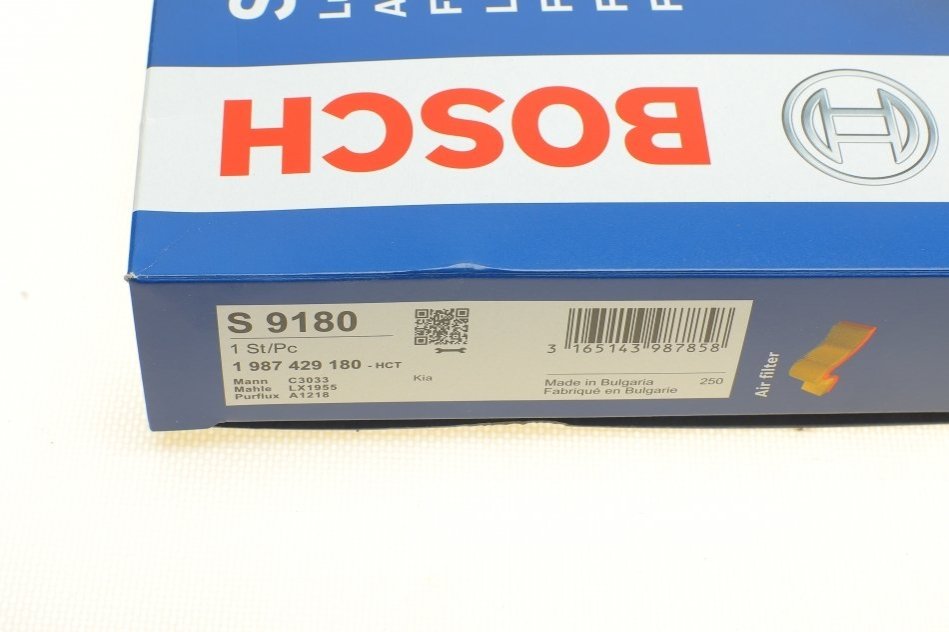 BOSCH
S 9180
1 St/Pc
1 987 429 180 - HCT
Mann C3033
Mahle LX1955
Purflux A1218
Kia
3 165143 987858
Made in Bulgaria 250
Fabriqué en Bulgarie
Air filter